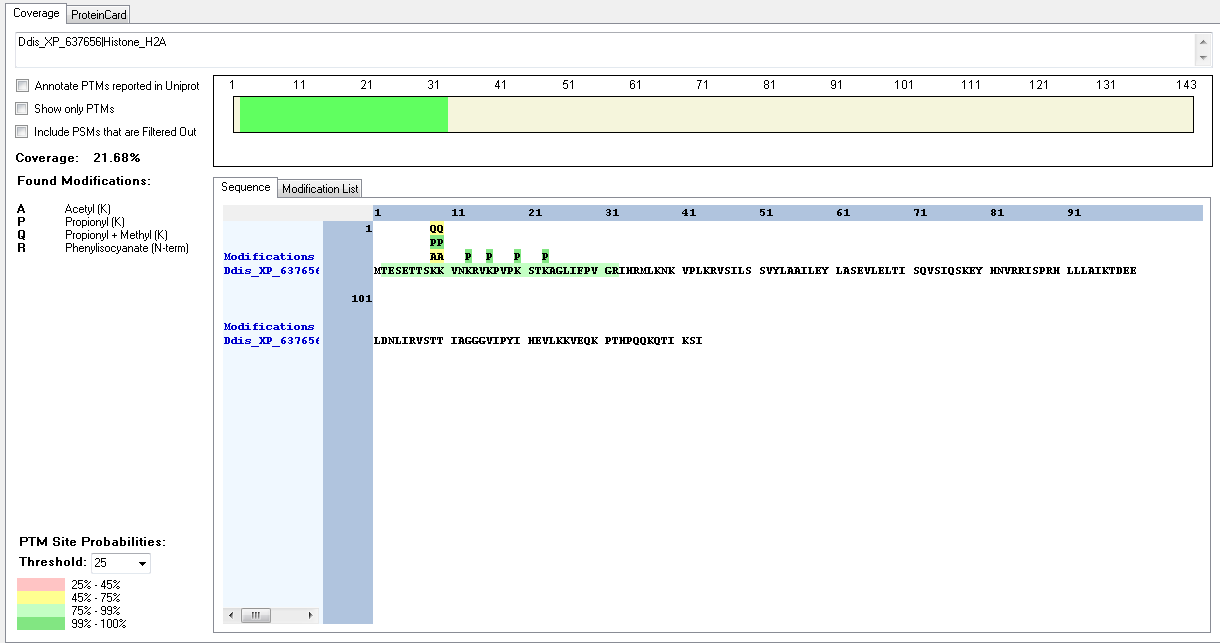 Coverage ProteinCard
Ddis_XP_637656|Histone_H2A
Annotate PTMs reported in Uniprot
Show only PTMs
Include PSMs that are Filtered Out
Coverage: 21.68%
Found Modifications:
A Acetyl (K)
P Propionyl (K)
Q Propionyl + Methyl (K)
R Phenylisocyanate (N-term)
1 11 21 31 41 51 61 71 81 91 101 111 121 131 143
Sequence Modification List
1 11 21 31 41 51 61 71 81 91
1 QQ
PP
Modifications AA P P P P
Ddis_XP_637656 MTESETTSKK VNKRVKPVPK STKAGLIFPV GRIHRMLKNK VPLKRVSILS SVYLAAILEY LASEVLELTI SQVSIQSKEY HNVRRISPRH LLLAIKTDEE
101
Modifications
Ddis_XP_637656 LDNLIRVSTT IAGGGVIPYI HEVLKKVEQK PTHPQQKQTI KSI
PTM Site Probabilities:
Threshold: 25
25% - 45%
45% - 75%
75% - 99%
99% - 100%